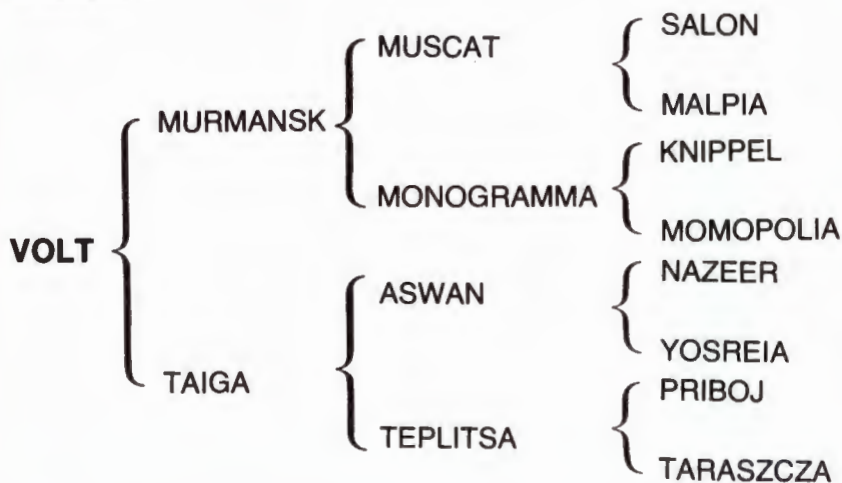 SALON
MUSCAT
MALPIA
MURMANSK
KNIPPEL
MONOGRAMMA
MOMOPOLIA
VOLT
NAZEER
ASWAN
YOSREIA
TAIGA
PRIBOJ
TEPLITSA
TARASZCZA